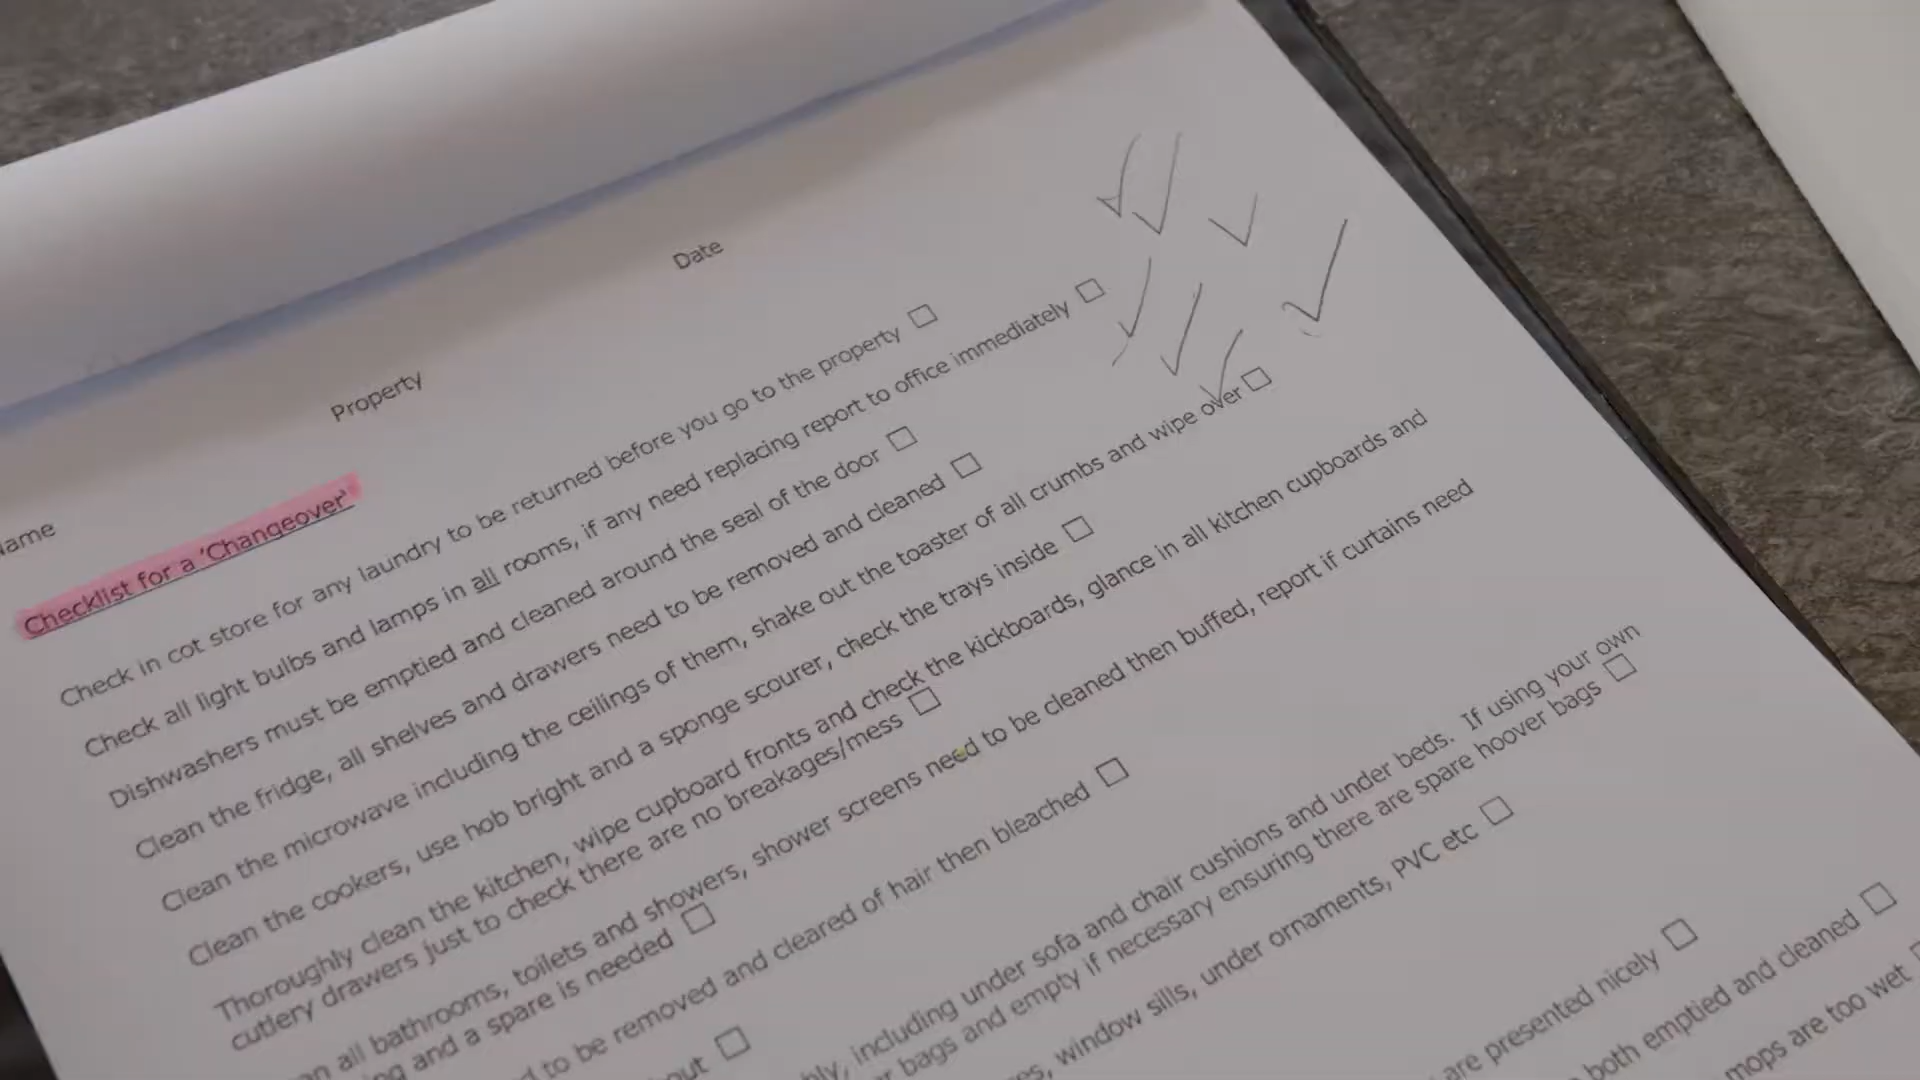 Name Property Date
Checklist for a 'Changeover'
Check in cot store for any laundry to be returned before you go to the property ☐
Check all light bulbs and lamps in all rooms, if any need replacing report to office immediately ☐
Dishwashers must be emptied and cleaned around the seal of the door ☐
Clean the fridge, all shelves and drawers need to be removed and cleaned ☐
Clean the microwave including the ceilings of them, shake out the toaster of all crumbs and wipe over ☐
Clean the cookers, use hob bright and a sponge scourer, check the trays inside ☐
Thoroughly clean the kitchen, wipe cupboard fronts and check the kickboards, glance in all kitchen cupboards and
cutlery drawers just to check there are no breakages/mess ☐
all bathrooms, toilets and showers, shower screens need to be cleaned then buffed, report if curtains need
and a spare is needed ☐
to be removed and cleared of hair then bleached ☐
out ☐
including under sofa and chair cushions and under beds. If using your own
bags and empty if necessary ensuring there are spare hoover bags ☐
window sills, under ornaments, PVC etc ☐
are presented nicely ☐
both emptied and cleaned ☐
mops are too wet